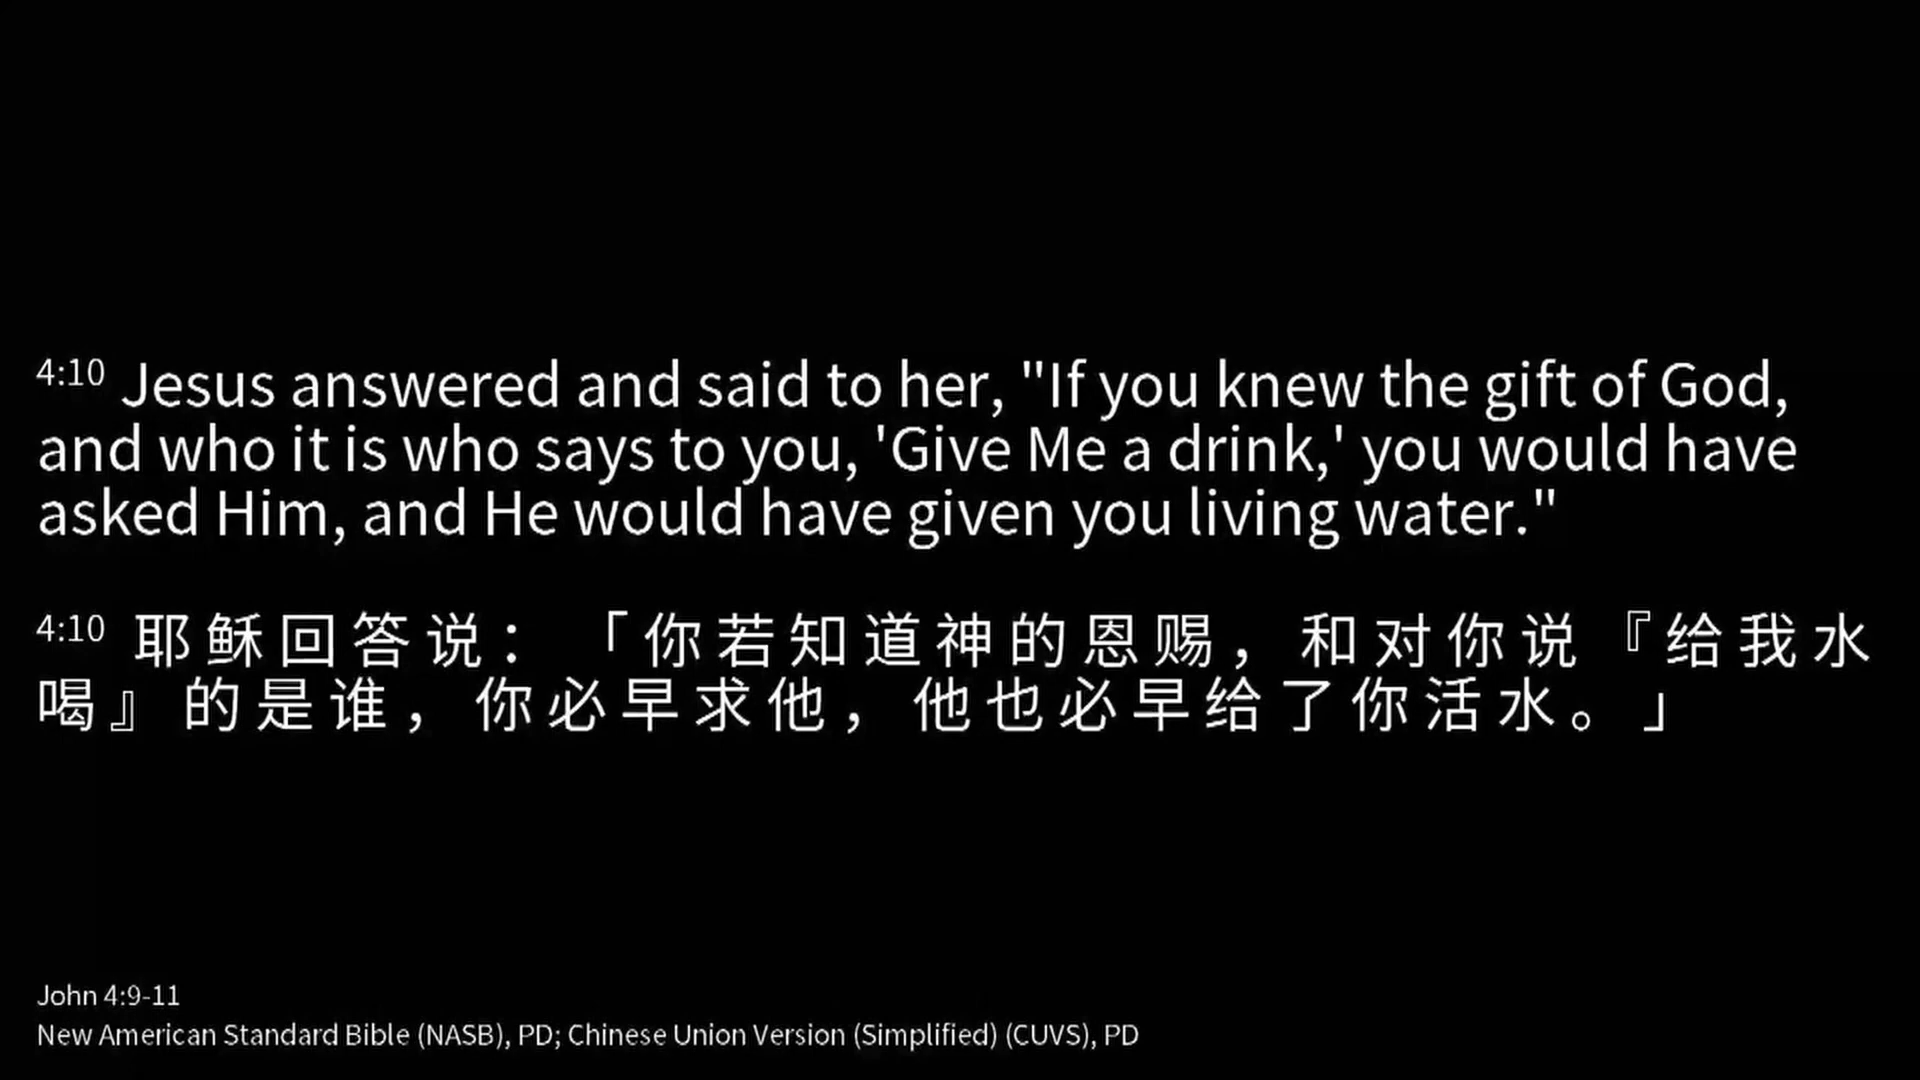 4:10 Jesus answered and said to her, "If you knew the gift of God,
and who it is who says to you, 'Give Me a drink,' you would have
asked Him, and He would have given you living water."
4:10 耶稣回答说：「你若知道神的恩赐，和对你说『给我水
喝』的是谁，你必早求他，他也必早给了你活水。」
John 4:9-11
New American Standard Bible (NASB), PD; Chinese Union Version (Simplified) (CUVS), PD